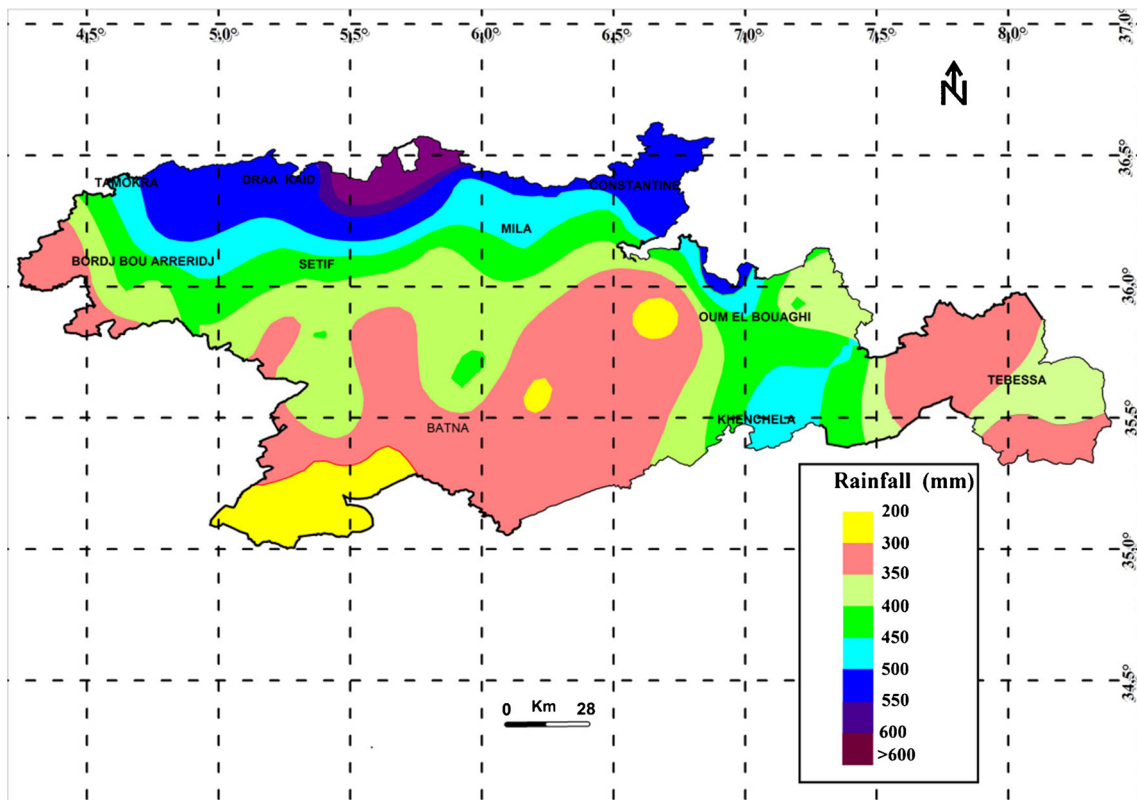 4.5° 5.0° 5.5° 6.0° 6.5° 7.0° 7.5° 8.0°
37.0°
N
36.5°
TAMOKRA DRAA KAID CONSTANTINE
MILA
BORDJ BOU ARRERIDJ SETIF
36.0°
OUM EL BOUAGHI
TEBESSA
BATNA KHENCHELA
35.5°
Rainfall (mm)
200
300
350
400
450
500
550
600
>600
35.0°
34.5°
Km
0 28